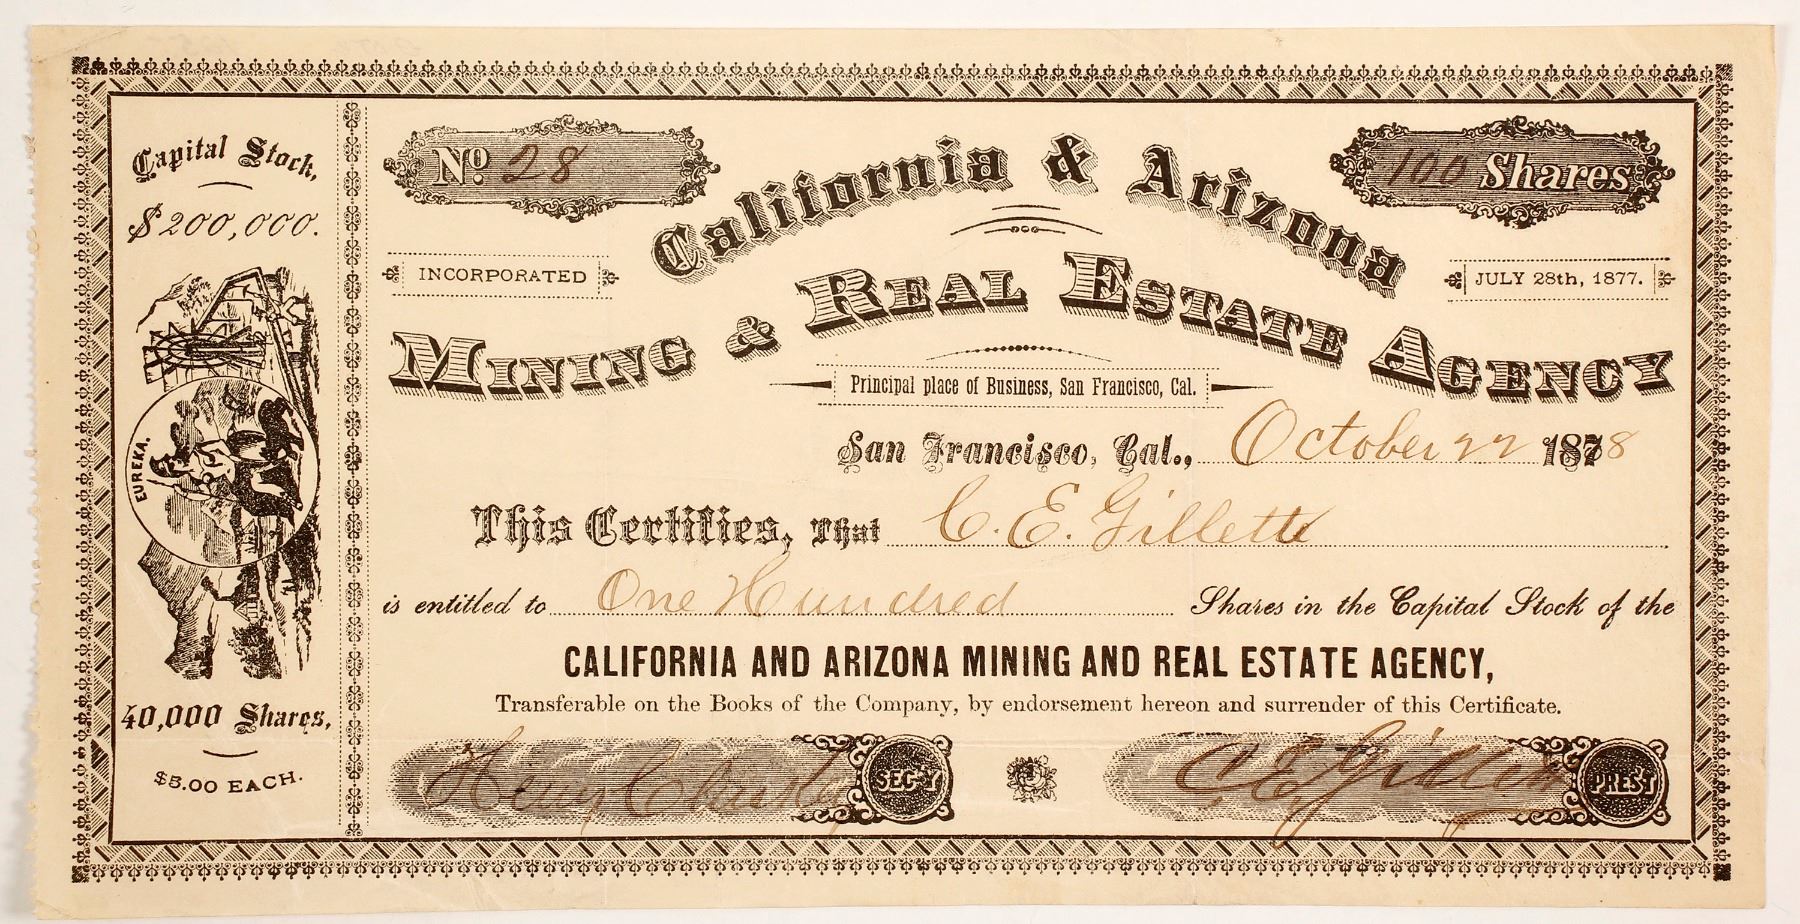 Capital Stock,
$200,000.
EUREKA.
40,000 Shares,
$5.00 EACH.
No. 28
100 Shares
California & Arizona
INCORPORATED
JULY 28th, 1877.
MINING & REAL ESTATE AGENCY
Principal place of Business, San Francisco, Cal.
San Francisco, Cal., October 22 1878
This Certifies, That C. E. Gillette
is entitled to One Hundred Shares in the Capital Stock of the
CALIFORNIA AND ARIZONA MINING AND REAL ESTATE AGENCY,
Transferable on the Books of the Company, by endorsement hereon and surrender of this Certificate.
Henry SEC'Y
C E Gillette PREST